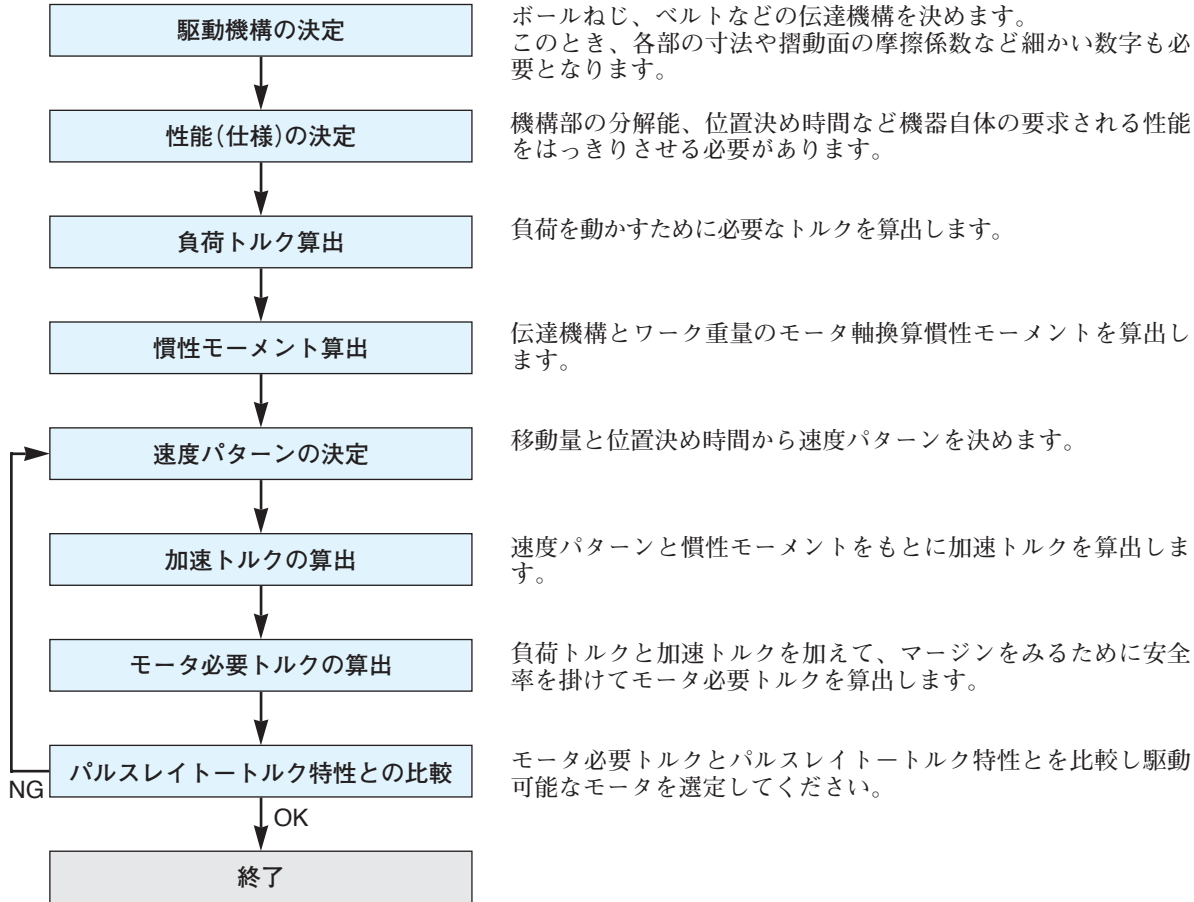 駆動機構の決定
ボールねじ、ベルトなどの伝達機構を決めます。
このとき、各部の寸法や摺動面の摩擦係数など細かい数字も必
要となります。
性能(仕様)の決定
機構部の分解能、位置決め時間など機器自体の要求される性能
をはっきりさせる必要があります。
負荷トルク算出
負荷を動かすために必要なトルクを算出します。
慣性モーメント算出
伝達機構とワーク重量のモータ軸換算慣性モーメントを算出し
ます。
速度パターンの決定
移動量と位置決め時間から速度パターンを決めます。
加速トルクの算出
速度パターンと慣性モーメントをもとに加速トルクを算出しま
す。
モータ必要トルクの算出
負荷トルクと加速トルクを加えて、マージンをみるために安全
率を掛けてモータ必要トルクを算出します。
パルスレイトートルク特性との比較
モータ必要トルクとパルスレイトートルク特性とを比較し駆動
可能なモータを選定してください。
NG
OK
終了